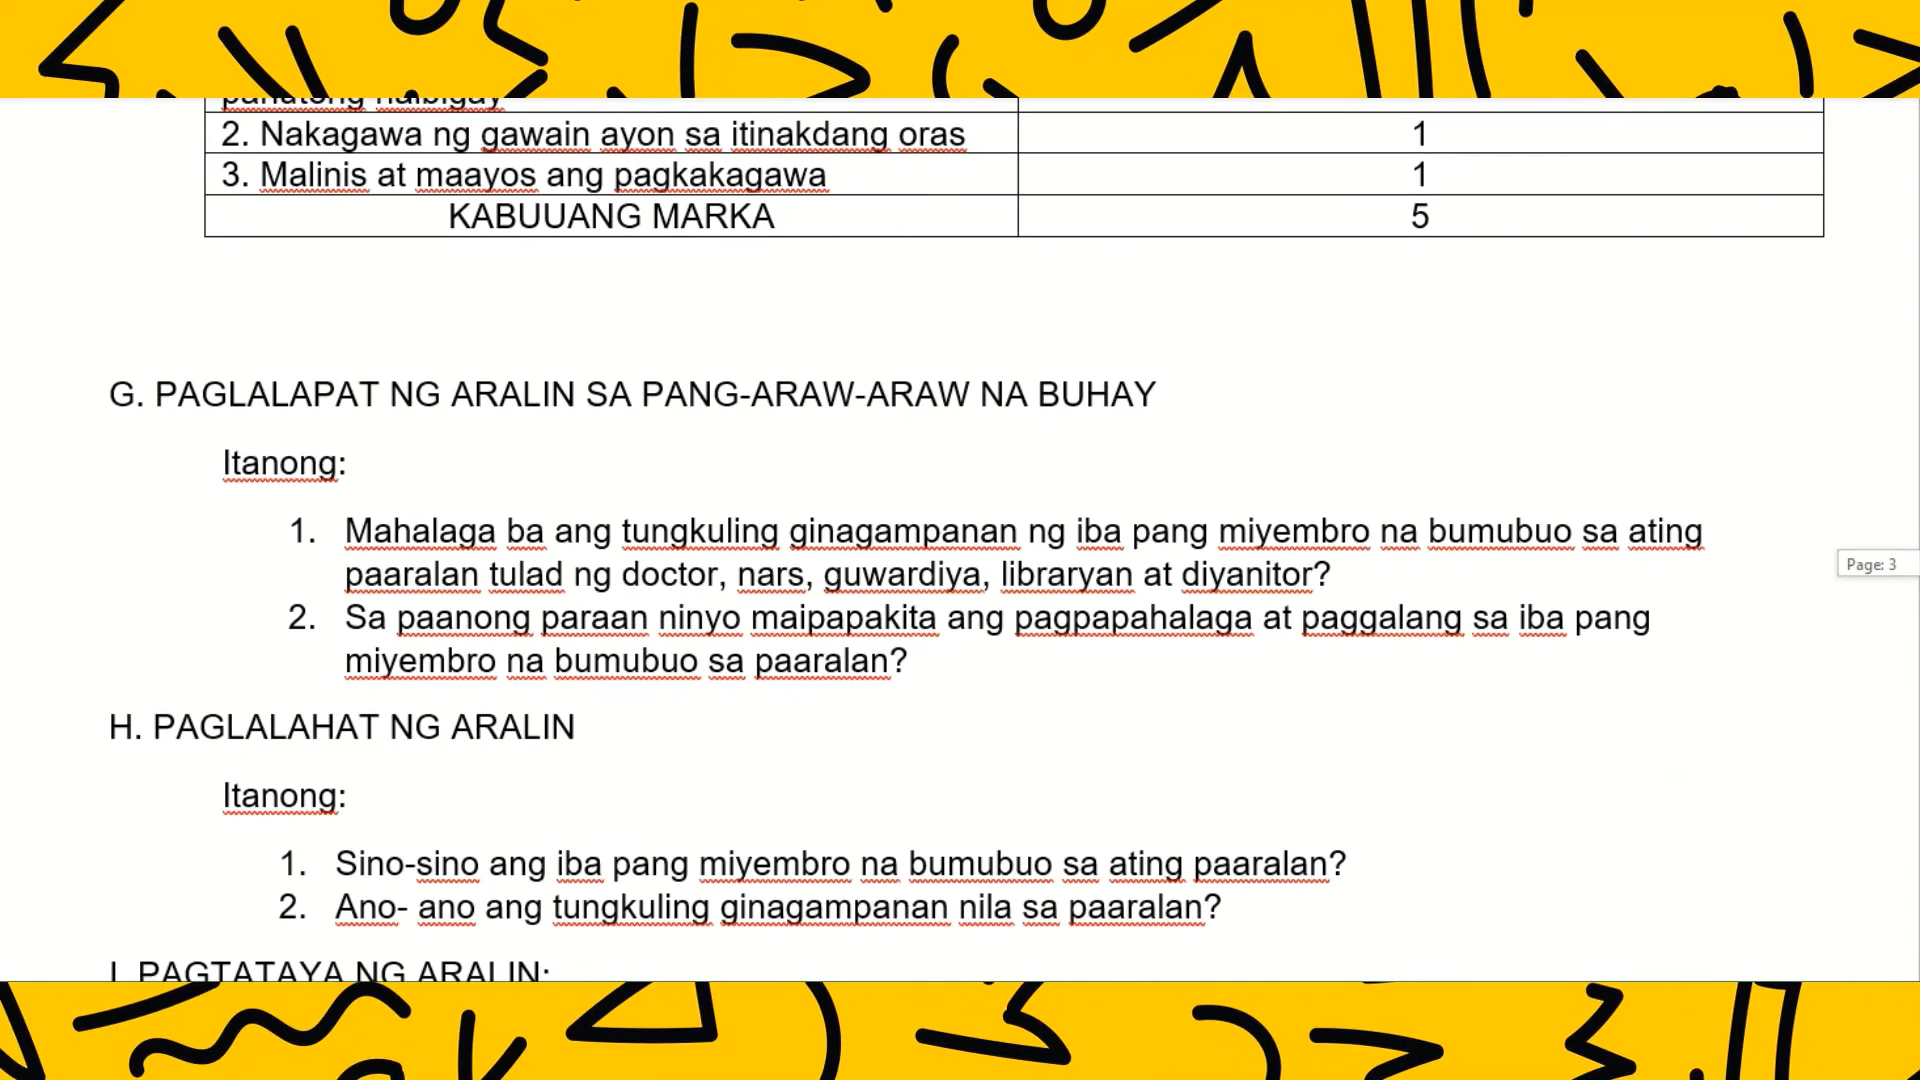 2. Nakagawa ng gawain ayon sa itinakdang oras 1
3. Malinis at maayos ang pagkakagawa 1
KABUUANG MARKA 5
G. PAGLALAPAT NG ARALIN SA PANG-ARAW-ARAW NA BUHAY
Itanong:
1. Mahalaga ba ang tungkuling ginagampanan ng iba pang miyembro na bumubuo sa ating
paaralan tulad ng doctor, nars, guwardiya, libraryan at diyanitor?
Page: 3
2. Sa paanong paraan ninyo maipapakita ang pagpapahalaga at paggalang sa iba pang
miyembro na bumubuo sa paaralan?
H. PAGLALAHAT NG ARALIN
Itanong:
1. Sino-sino ang iba pang miyembro na bumubuo sa ating paaralan?
2. Ano- ano ang tungkuling ginagampanan nila sa paaralan?
I. PAGTATAYA NG ARALIN: